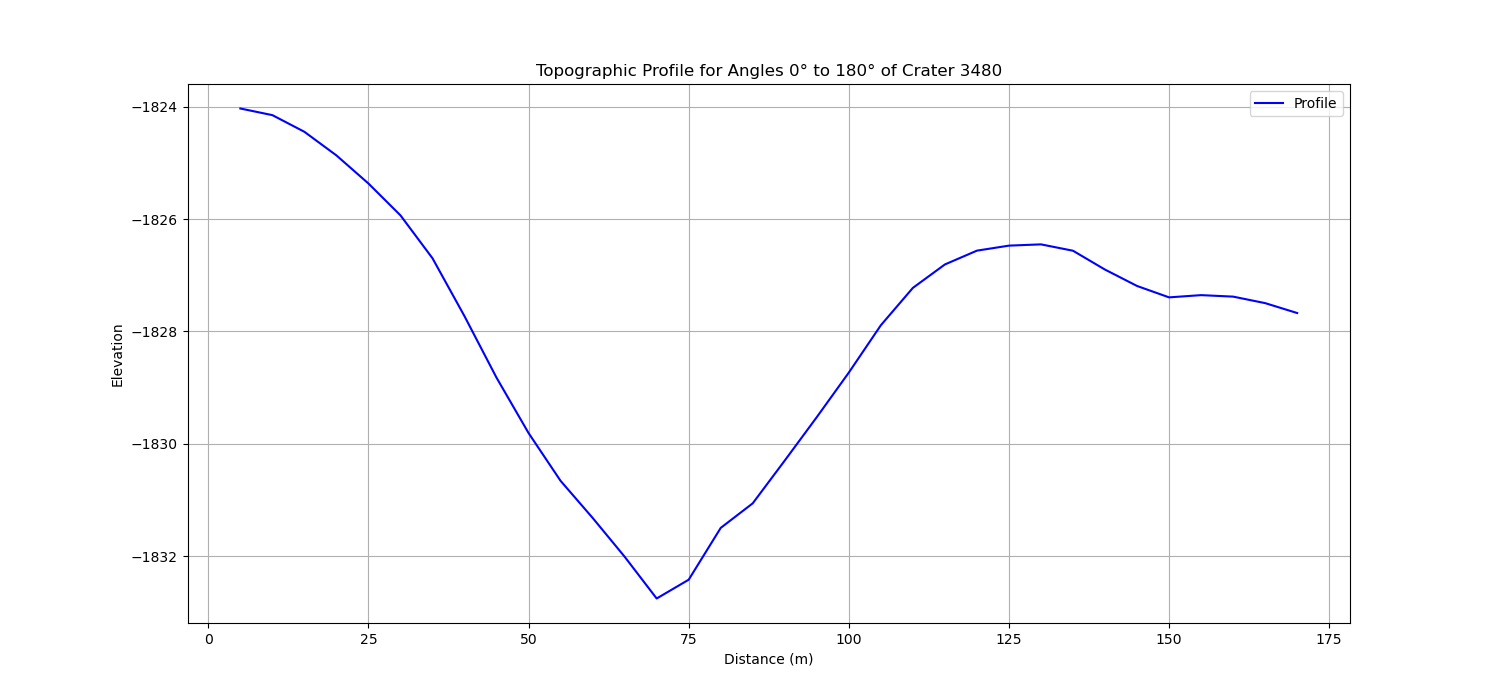 Topographic Profile for Angles 0° to 180° of Crater 3480
Profile
−1824
−1826
−1828
−1830
−1832
Elevation
0 25 50 75 100 125 150 175
Distance (m)